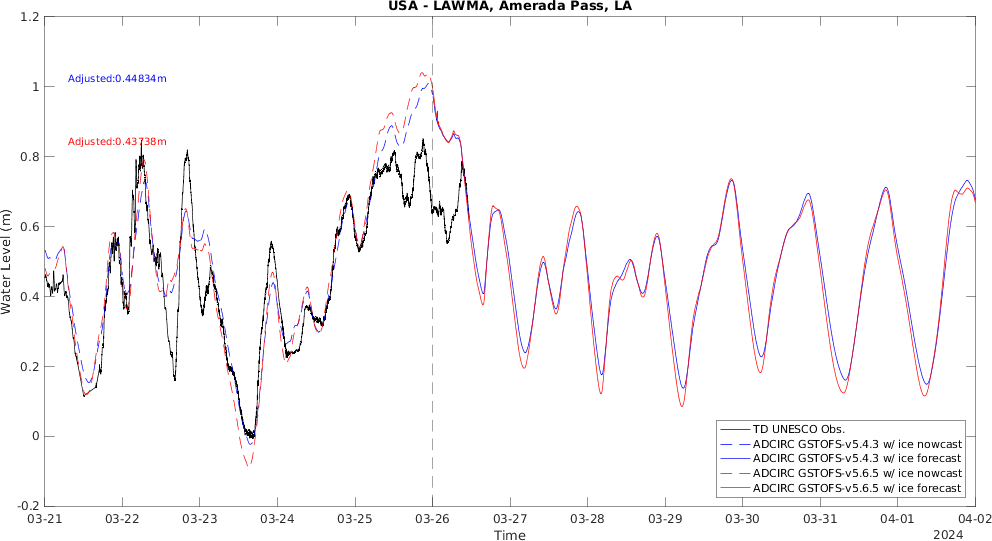 USA - LAWMA, Amerada Pass, LA
1.2
1
0.8
0.6
0.4
0.2
0
-0.2
Water Level (m)
Adjusted:0.44834m
Adjusted:0.43738m
TD UNESCO Obs.
ADCIRC GSTOFS-v5.4.3 w/ ice nowcast
ADCIRC GSTOFS-v5.4.3 w/ ice forecast
ADCIRC GSTOFS-v5.6.5 w/ ice nowcast
ADCIRC GSTOFS-v5.6.5 w/ ice forecast
03-21 03-22 03-23 03-24 03-25 03-26 03-27 03-28 03-29 03-30 03-31 04-01 04-02
Time
2024